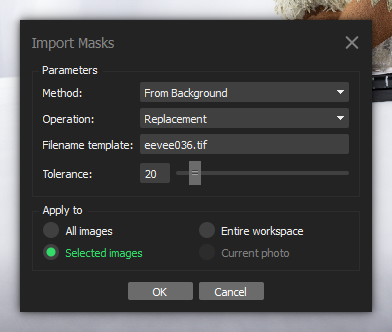 Import Masks
Parameters
Method: From Background
Operation: Replacement
Filename template: eevee036.tif
Tolerance: 20
Apply to
All images Entire workspace
Selected images Current photo
OK Cancel